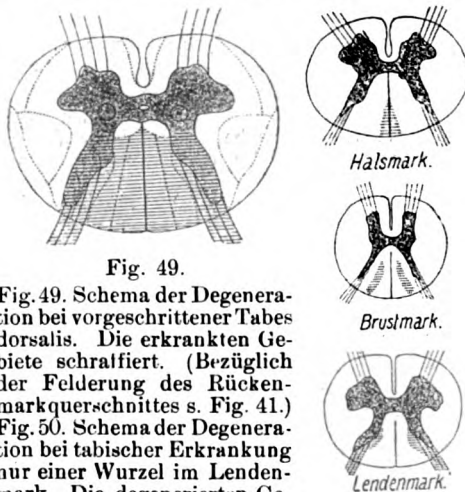 Halsmark.
Brustmark.
Lendenmark.
Fig. 49.
Fig. 49. Schema der Degenera-
tion bei vorgeschrittener Tabes
dorsalis. Die erkrankten Ge-
biete schraffiert. (Bezüglich
der Felderung des Rücken-
markquerschnittes s. Fig. 41.)
Fig. 50. Schema der Degenera-
tion bei tabischer Erkrankung
nur einer Wurzel im Lenden-
mark. Die degenerierten Ge-